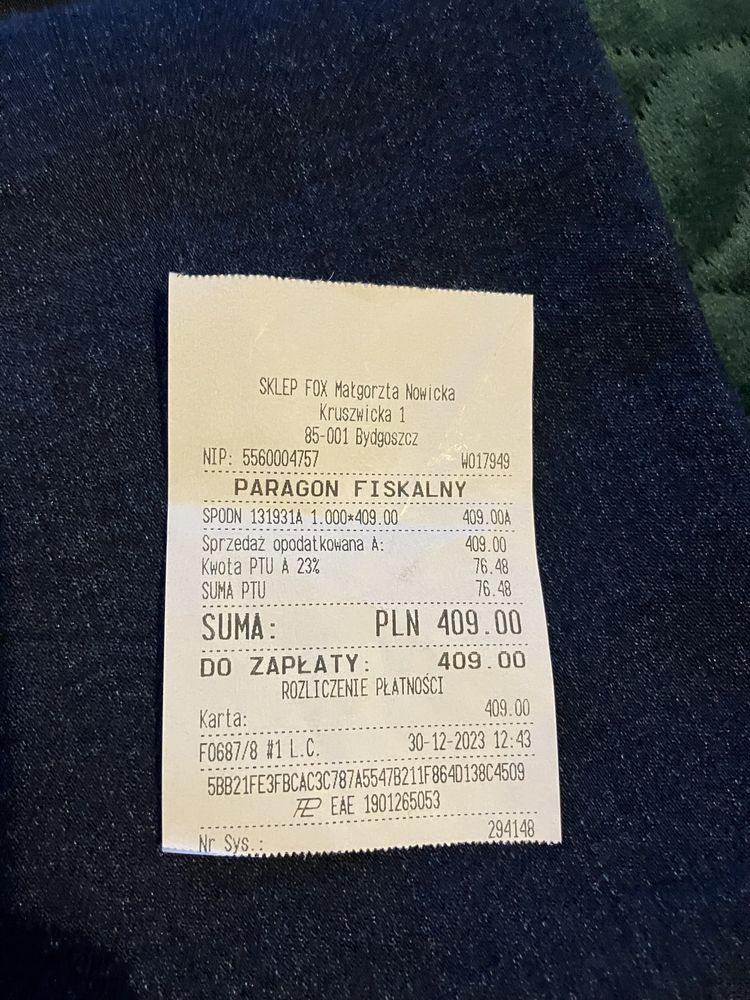 SKLEP FOX Małgorzta Nowicka
Kruszwicka 1
85-001 Bydgoszcz
NIP: 5560004757 W017949
PARAGON FISKALNY
SPODN 131931A 1.000*409.00 409.00A
Sprzedaż opodatkowana A: 409.00
Kwota PTU A 23% 76.48
SUMA PTU 76.48
SUMA: PLN 409.00
DO ZAPŁATY: 409.00
ROZLICZENIE PŁATNOŚCI
Karta: 409.00
F0687/8 #1 L.C. 30-12-2023 12:43
5BB21FE3FBCAC3C787A5547B211F864D138C4509
EAE 1901265053
Nr Sys.: 294148